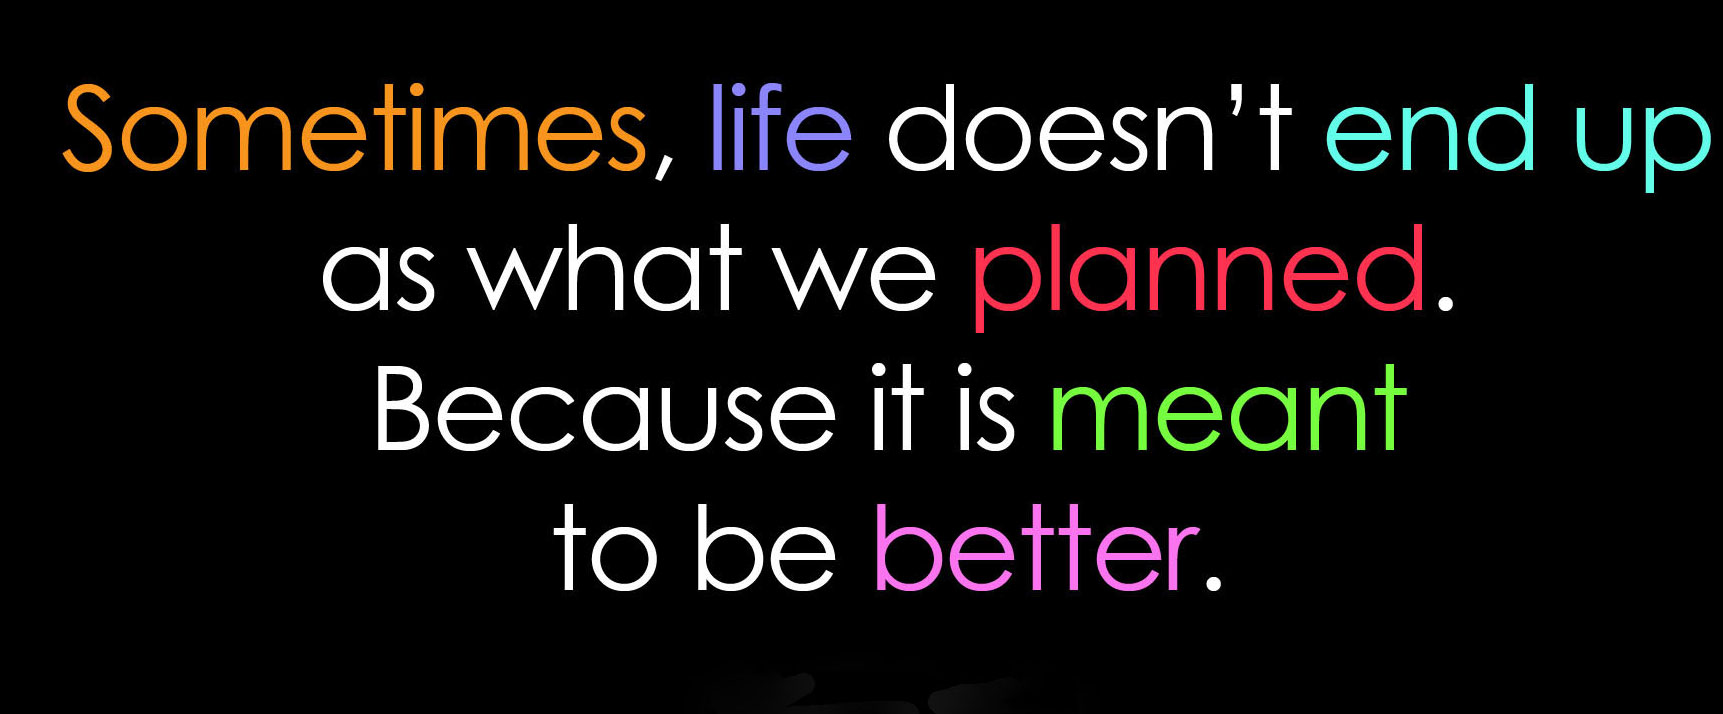 Sometimes, life doesn’t end up
as what we planned.
Because it is meant
to be better.